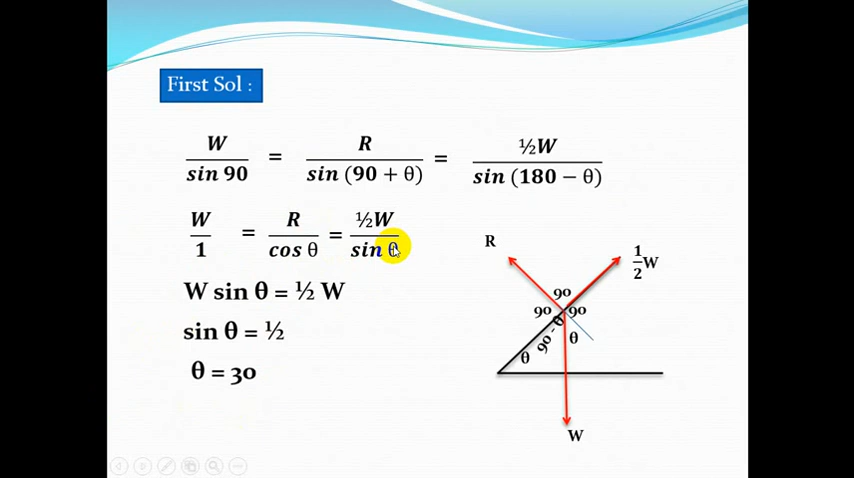 First Sol :
W/sin 90 = R/sin (90 + θ) = ½W/sin (180 − θ)
W/1 = R/cos θ = ½W/sin θ
W sin θ = ½ W
sin θ = ½
θ = 30
R
1/2 W
90
90
90
90 - θ
θ
θ
W